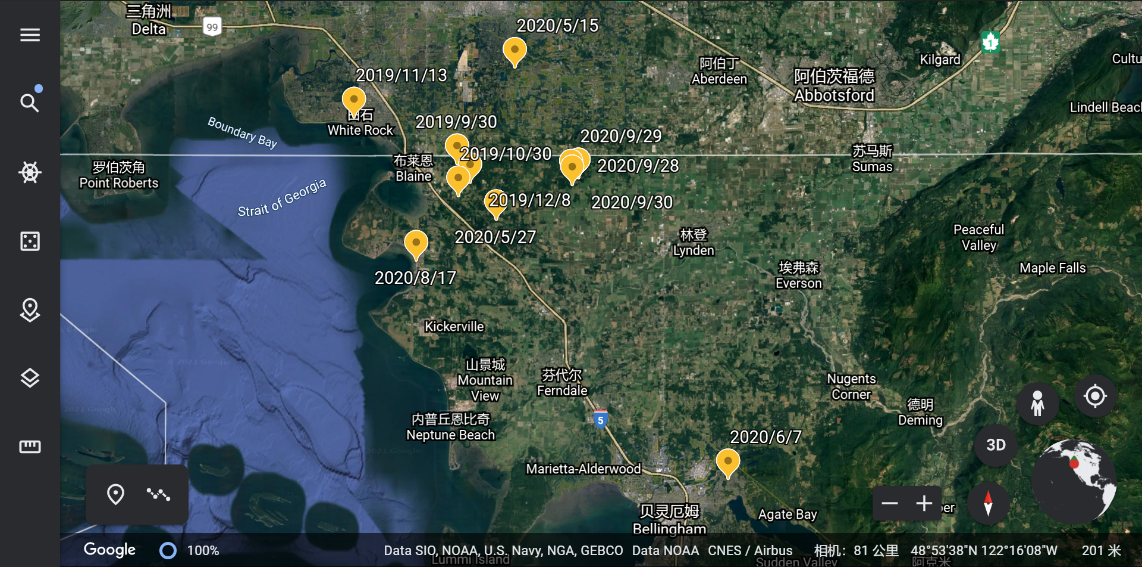 三角洲
Delta
99
2020/5/15
1
阿伯丁
Aberdeen
Kilgard
阿伯茨福德
Abbotsford
Cultu
2019/11/13
Lindell Beach
白石
White Rock
Boundary Bay
2019/9/30
2020/9/29
2019/10/30
布莱恩
Blaine
苏马斯
Sumas
罗伯茨角
Point Roberts
2020/9/28
Strait of Georgia
2019/12/8
2020/9/30
2020/5/27
林登
Lynden
Peaceful
Valley
2020/8/17
埃弗森
Everson
Maple Falls
Kickerville
山景城
Mountain
View
芬代尔
Ferndale
Nugents
Corner
德明
Deming
内普丘恩比奇
Neptune Beach
5
2020/6/7
3D
Marietta-Alderwood
贝灵厄姆
Bellingham
Agate Bay
er
Google
100%
Data SIO, NOAA, U.S. Navy, NGA, GEBCO Data NOAA CNES / Airbus
相机：81 公里 48°53'38"N 122°16'08"W 201 米
Lummi Island
Sudden Valley
阿克米